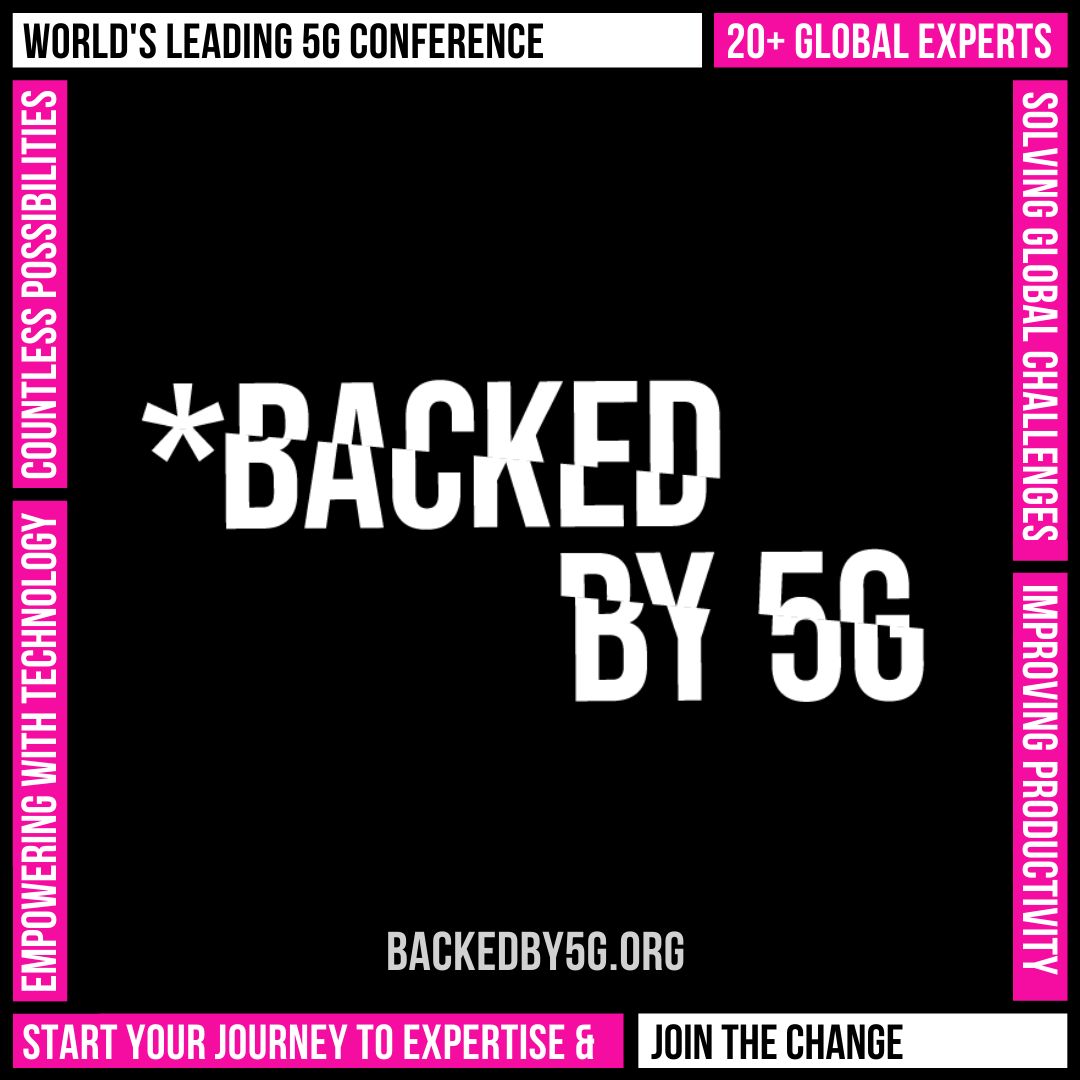 WORLD'S LEADING 5G CONFERENCE
20+ GLOBAL EXPERTS
COUNTLESS POSSIBILITIES
SOLVING GLOBAL CHALLENGES
*BACKED
BY 5G
EMPOWERING WITH TECHNOLOGY
IMPROVING PRODUCTIVITY
BACKEDBY5G.ORG
START YOUR JOURNEY TO EXPERTISE &
JOIN THE CHANGE